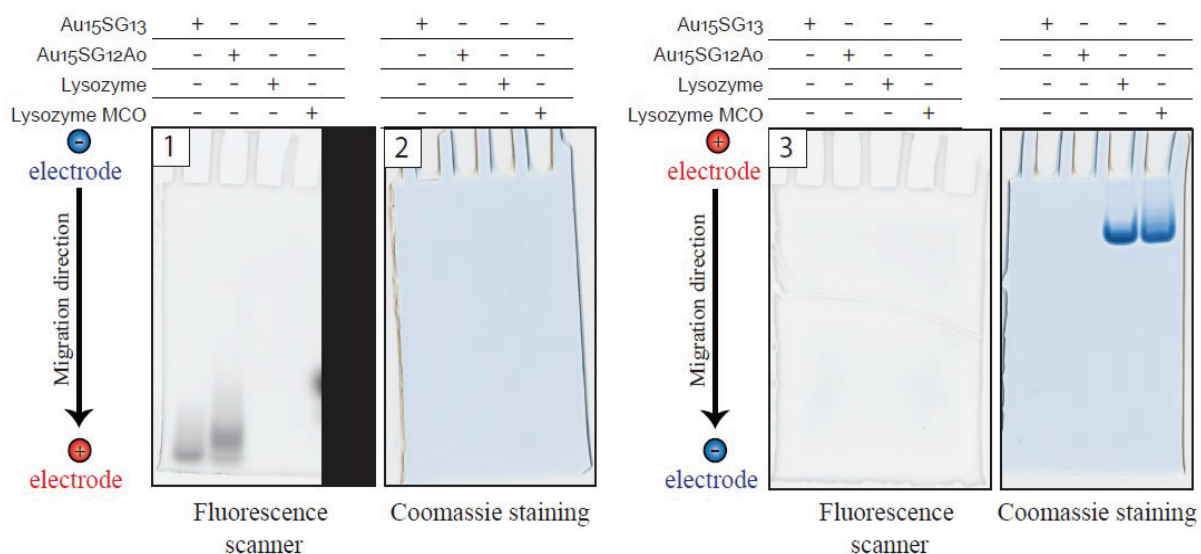 Au15SG13 + - - -
Au15SG12Ao - + - -
Lysozyme - - + -
Lysozyme MCO - - - +
+ - - -
- + - -
- - + -
- - - +
-
electrode
Migration direction
+
electrode
1
2
Fluorescence
scanner
Coomassie staining
Au15SG13 + - - -
Au15SG12Ao - + - -
Lysozyme - - + -
Lysozyme MCO - - - +
+ - - -
- + - -
- - + -
- - - +
+
electrode
Migration direction
-
electrode
3
Fluorescence
scanner
Coomassie staining